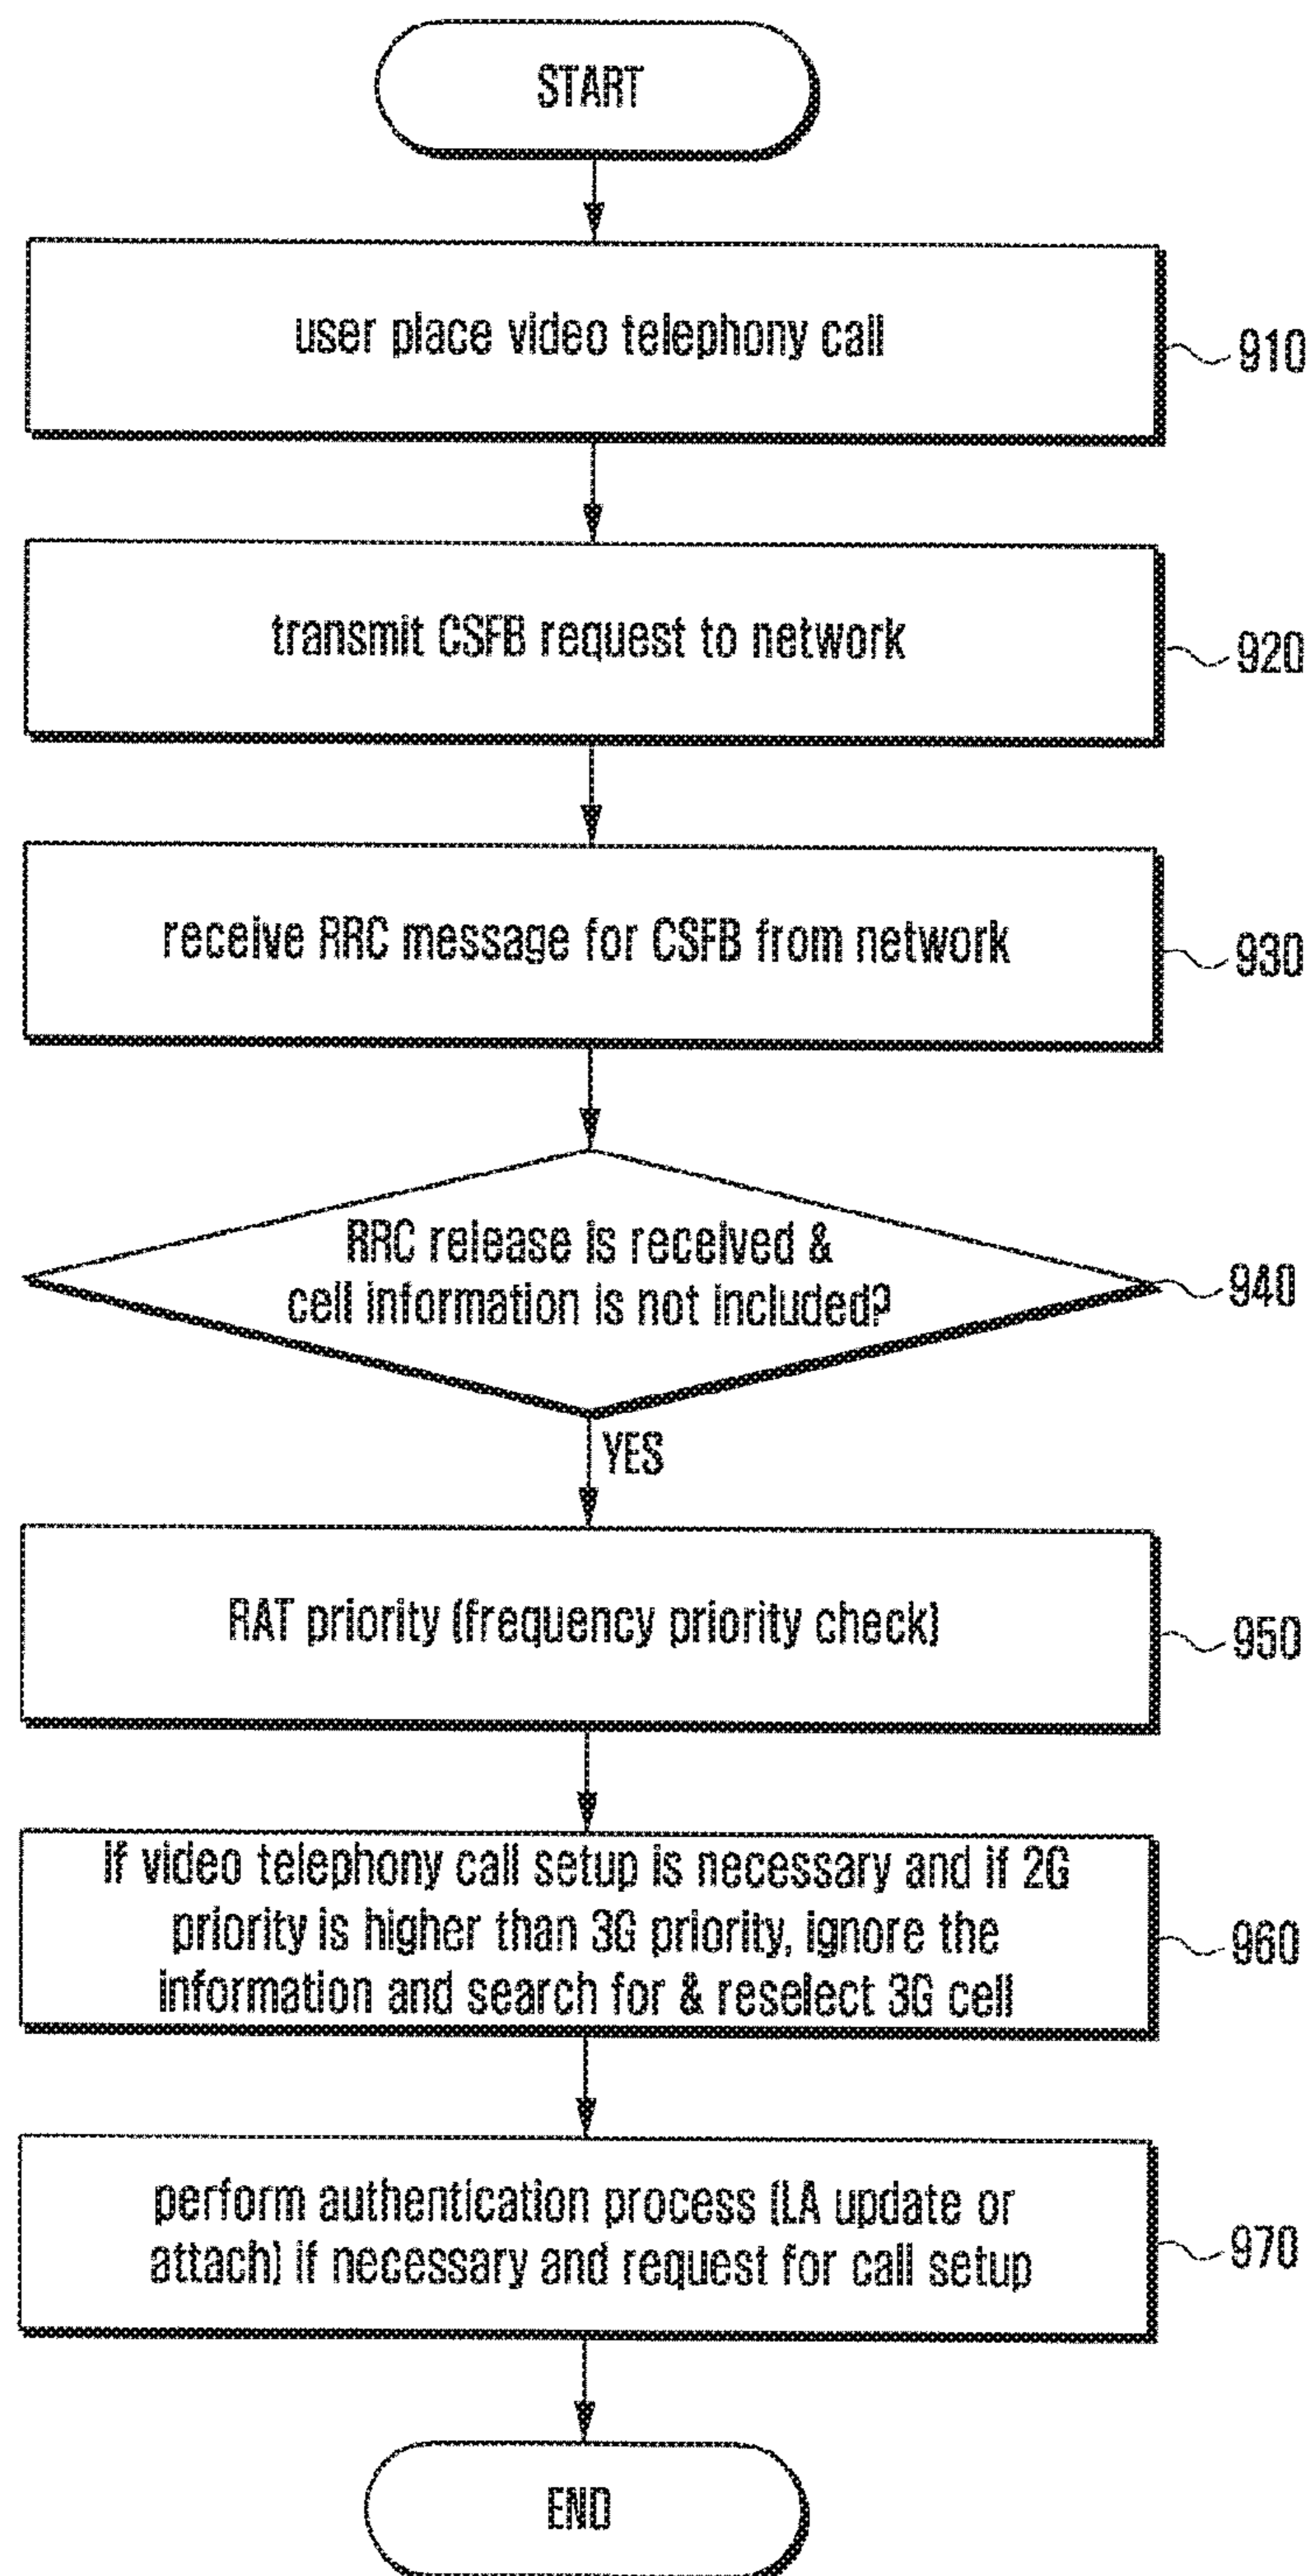 START
user place video telephony call
910
transmit CSFB request to network
920
receive RRC message for CSFB from network
930
RRC release is received &
cell information is not included?
940
YES
RAT priority (frequency priority check)
950
If video telephony call setup is necessary and if 2G
priority is higher than 3G priority, ignore the
information and search for & reselect 3G cell
960
perform authentication process (LA update or
attach) if necessary and request for call setup
970
END